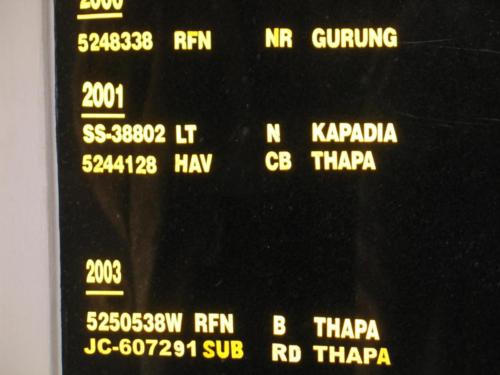 2000
5248338 RFN NR GURUNG
2001
SS-38802 LT N KAPADIA
5244128 HAV CB THAPA
2003
5250538W RFN B THAPA
JC-607291 SUB RD THAPA